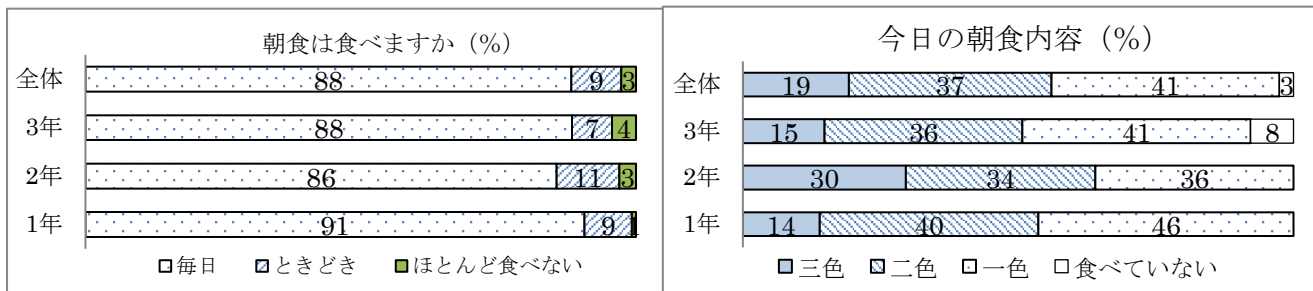 朝食は食べますか（%）
全体 88 9 3
3年 88 7 4
2年 86 11 3
1年 91 9 1
毎日 ときどき ほとんど食べない
今日の朝食内容（%）
全体 19 37 41 3
3年 15 36 41 8
2年 30 34 36
1年 14 40 46
三色 二色 一色 食べていない